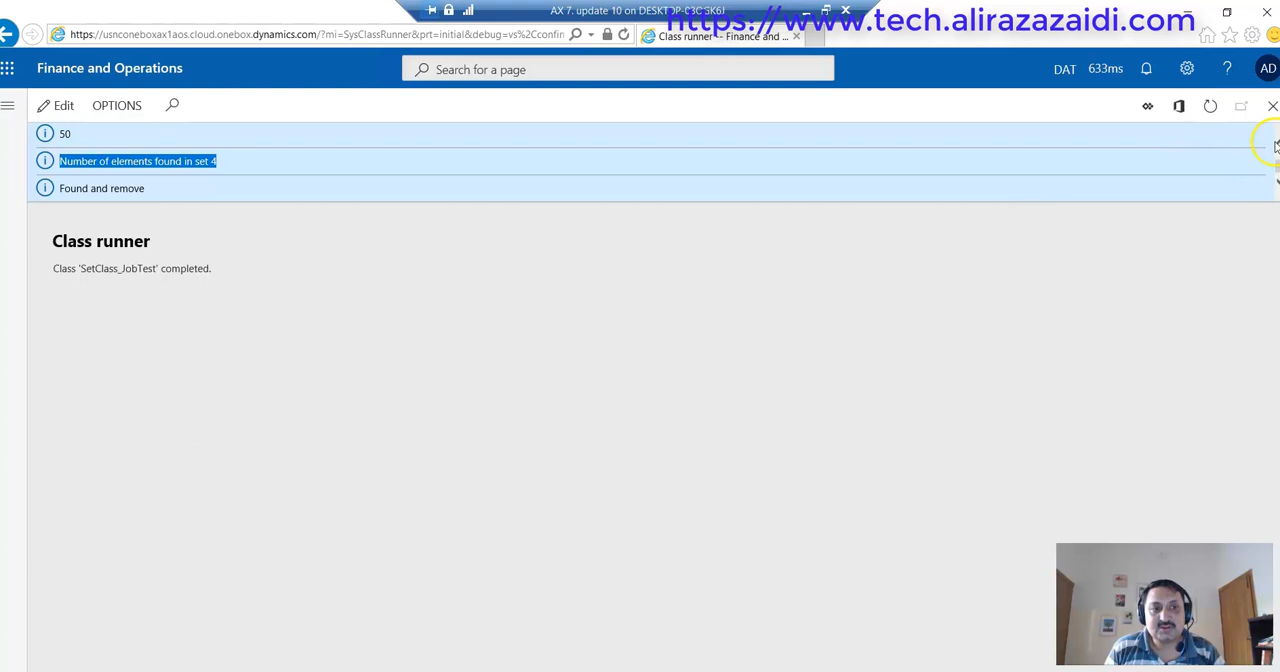 AX 7. update 10 on DESKTOP-03OGK6J
https://www.tech.alirazazaidi.com
https://usnconeboxax1aos.cloud.onebox.dynamics.com/?mi=SysClassRunner&prt=initial&debug=vs%2Cconfin
Class runner -- Finance and ...
Finance and Operations
Search for a page
DAT
633ms
AD
Edit
OPTIONS
50
Number of elements found in set 4
Found and remove
Class runner
Class 'SetClass_JobTest' completed.